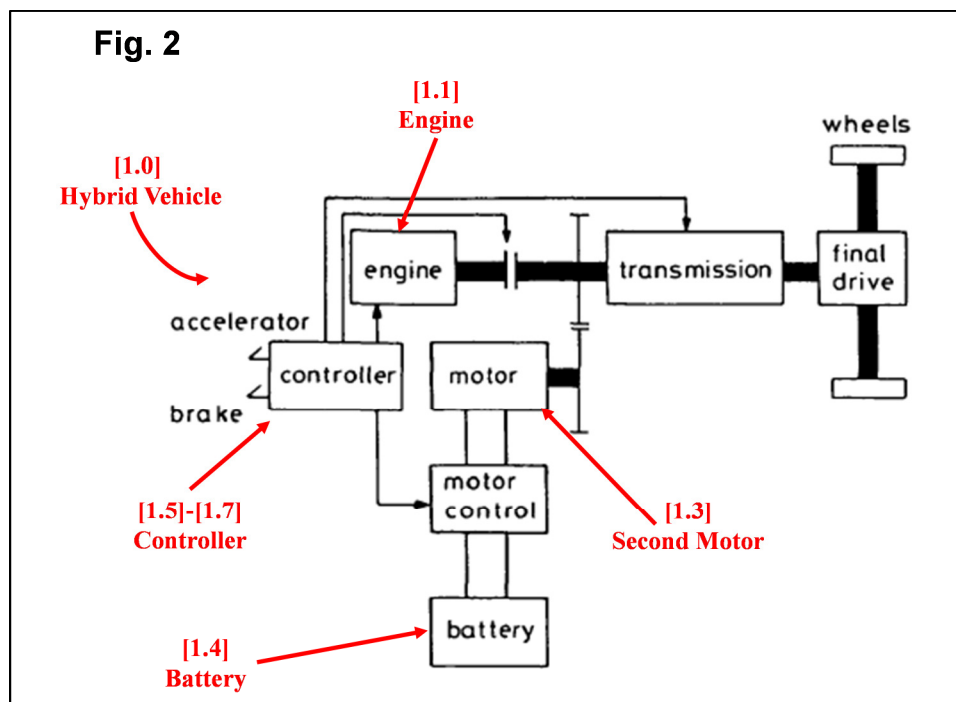 Fig. 2
[1.1]
Engine
wheels
[1.0]
Hybrid Vehicle
engine
transmission
final
drive
accelerator
controller
motor
brake
motor
control
[1.5]-[1.7]
Controller
[1.3]
Second Motor
battery
[1.4]
Battery